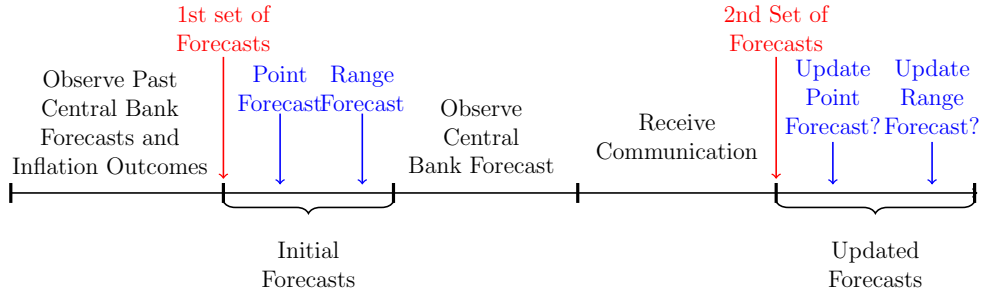 1st set of
Forecasts
2nd Set of
Forecasts
Observe Past
Central Bank
Forecasts and
Inflation Outcomes
Point
Forecast
Range
Forecast
Observe
Central
Bank Forecast
Receive
Communication
Update
Point
Forecast?
Update
Range
Forecast?
Initial
Forecasts
Updated
Forecasts